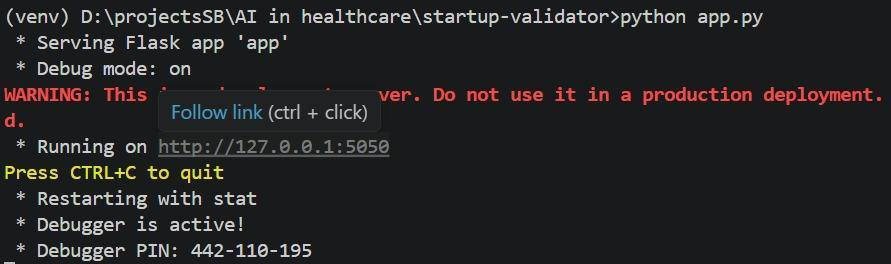 (venv) D:\projectsSB\AI in healthcare\startup-validator>python app.py
 * Serving Flask app 'app'
 * Debug mode: on
WARNING: This ver. Do not use it in a production deployment.
Follow link (ctrl + click)
d.
 * Running on http://127.0.0.1:5050
Press CTRL+C to quit
 * Restarting with stat
 * Debugger is active!
 * Debugger PIN: 442-110-195